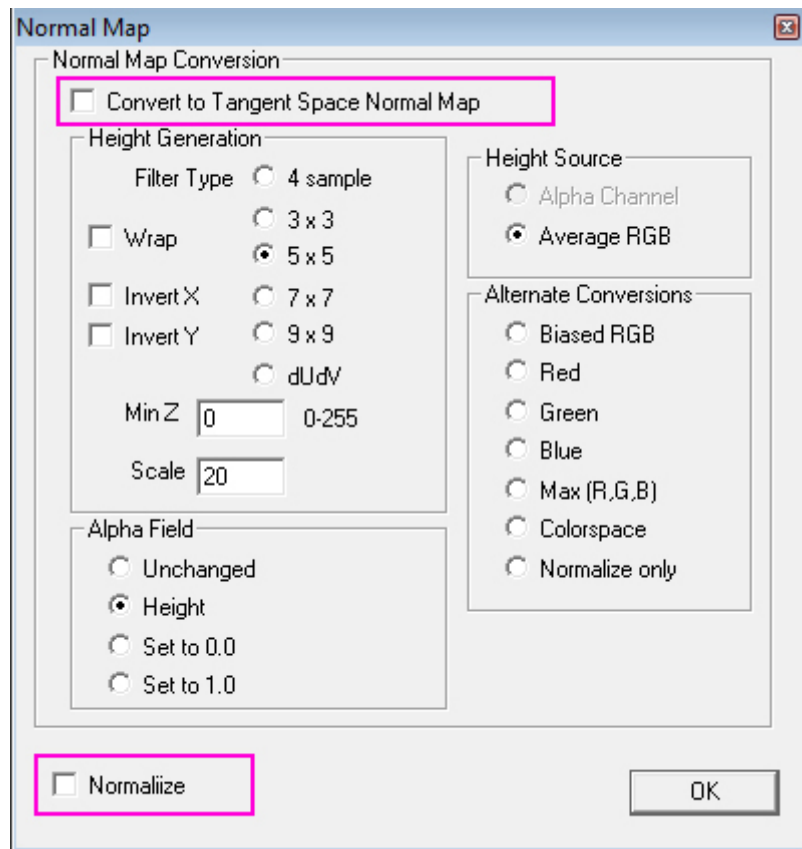 Normal Map
Normal Map Conversion
Convert to Tangent Space Normal Map
Height Generation
Filter Type
4 sample
3 x 3
Wrap
5 x 5
Invert X
7 x 7
Invert Y
9 x 9
dUdV
Min Z
0
0-255
Scale
20
Alpha Field
Unchanged
Height
Set to 0.0
Set to 1.0
Height Source
Alpha Channel
Average RGB
Alternate Conversions
Biased RGB
Red
Green
Blue
Max (R,G,B)
Colorspace
Normalize only
Normaliize
OK